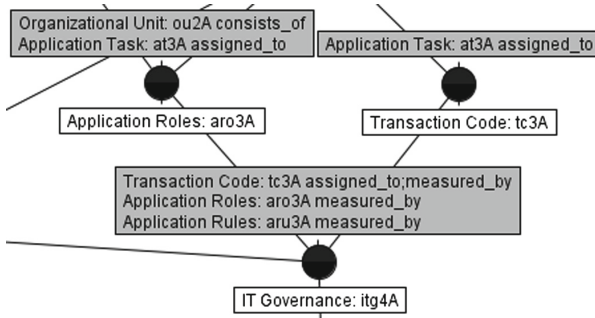 Organizational Unit: ou2A consists_of
Application Task: at3A assigned_to
Application Task: at3A assigned_to
Application Roles: aro3A
Transaction Code: tc3A
Transaction Code: tc3A assigned_to;measured_by
Application Roles: aro3A measured_by
Application Rules: aru3A measured_by
IT Governance: itg4A